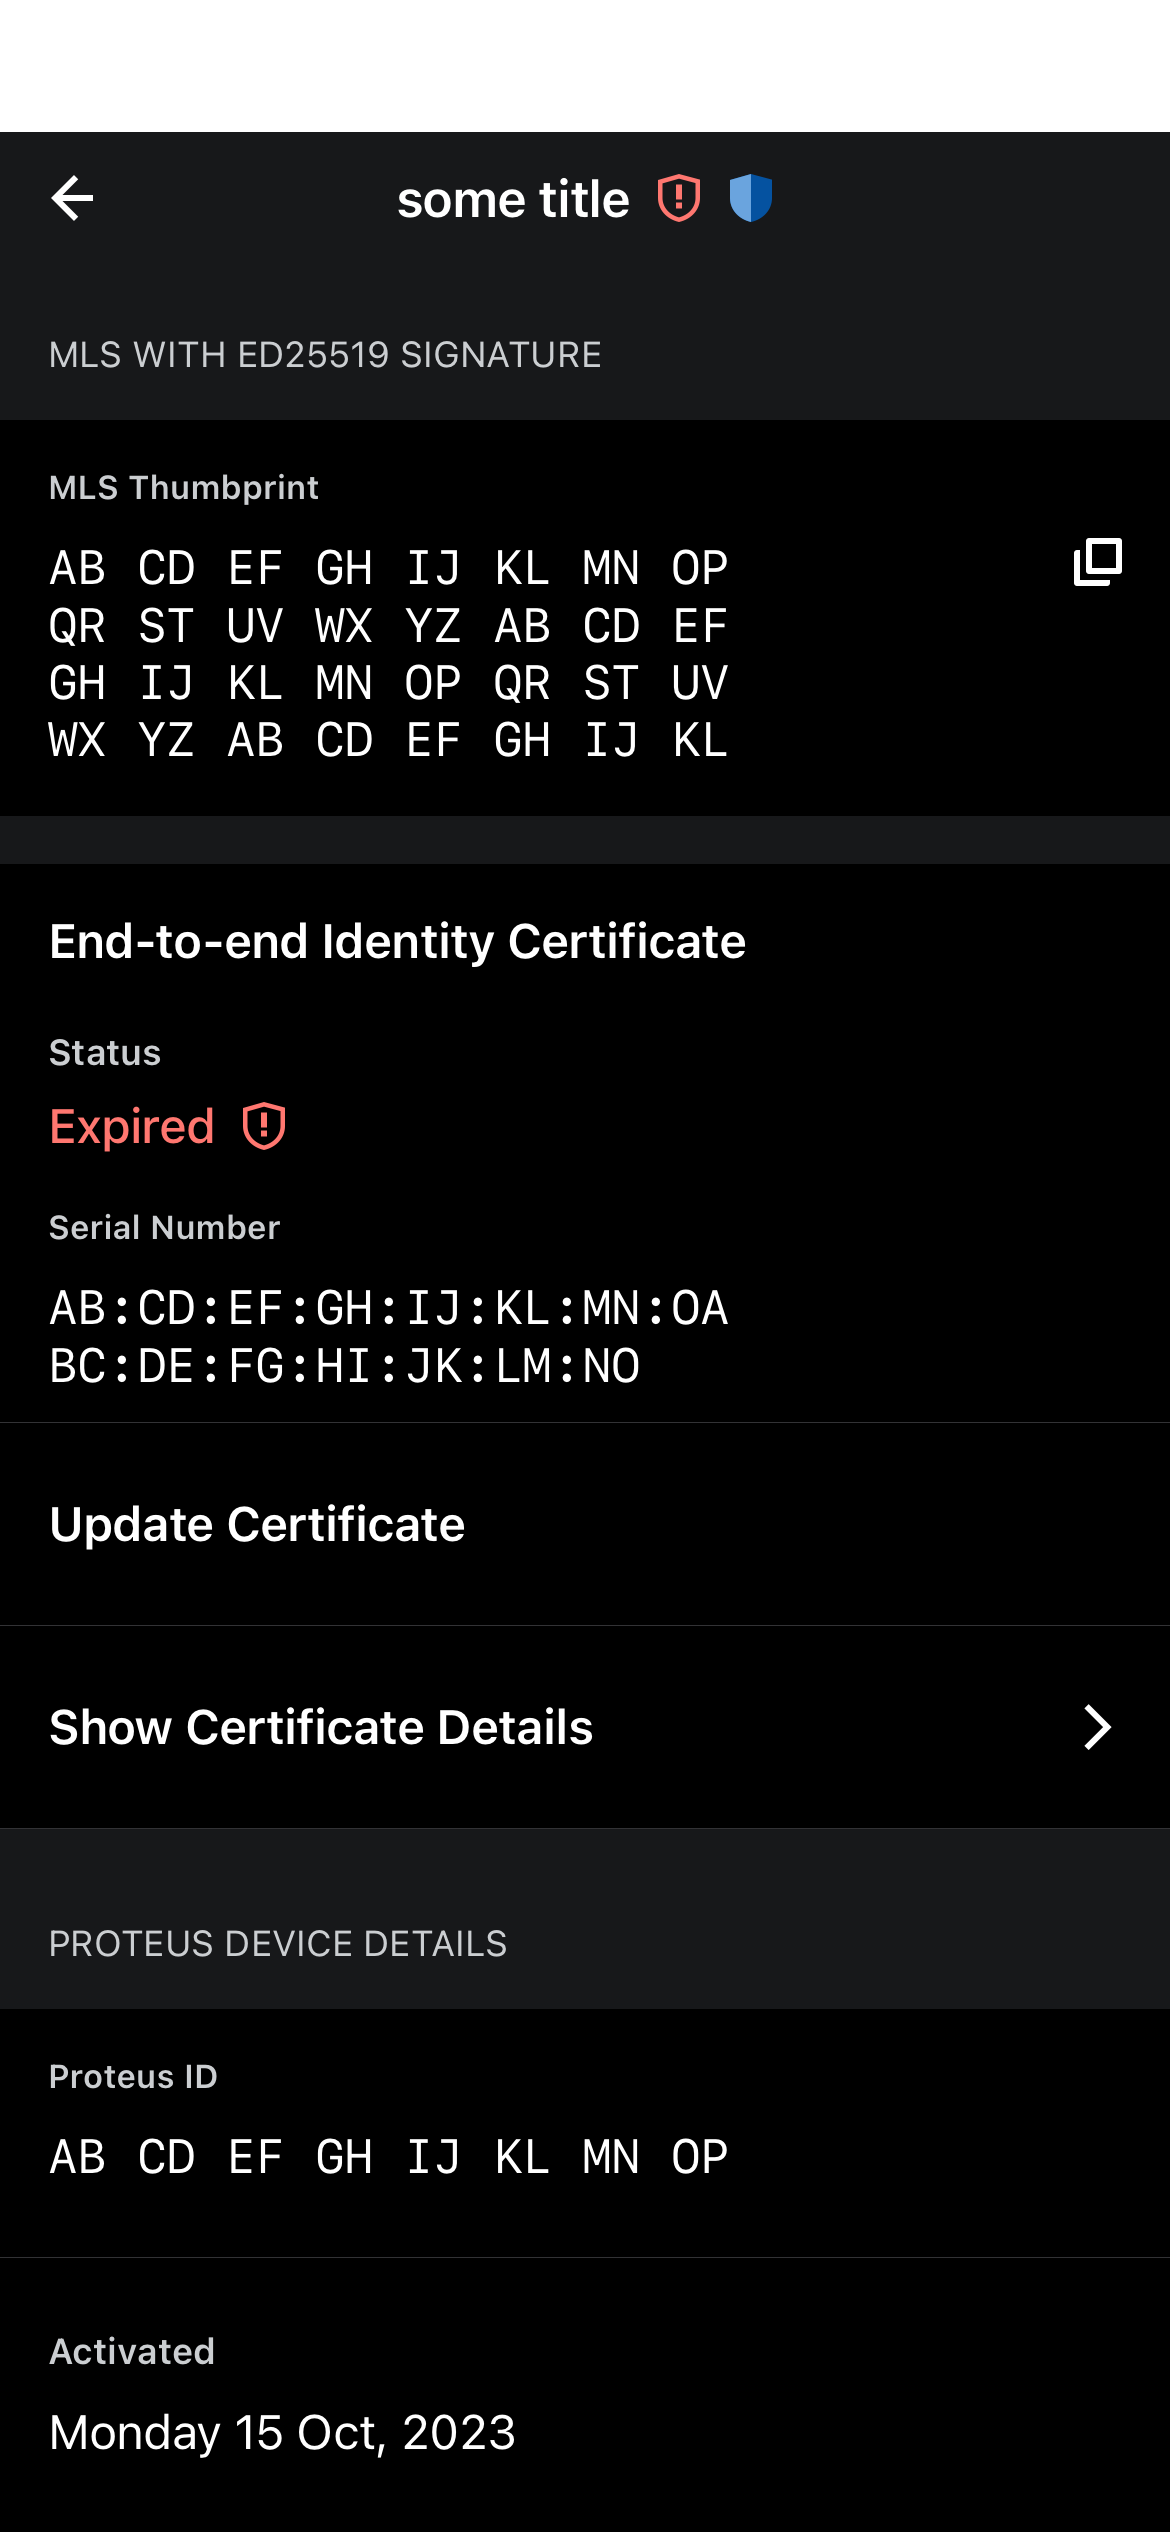 some title
MLS WITH ED25519 SIGNATURE
MLS Thumbprint
AB CD EF GH IJ KL MN OP
QR ST UV WX YZ AB CD EF
GH IJ KL MN OP QR ST UV
WX YZ AB CD EF GH IJ KL
End-to-end Identity Certificate
Status
Expired
Serial Number
AB:CD:EF:GH:IJ:KL:MN:OA
BC:DE:FG:HI:JK:LM:NO
Update Certificate
Show Certificate Details
PROTEUS DEVICE DETAILS
Proteus ID
AB CD EF GH IJ KL MN OP
Activated
Monday 15 Oct, 2023